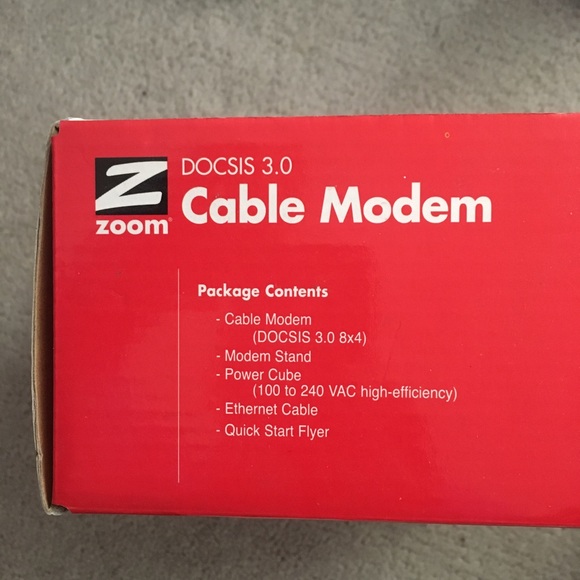 DOCSIS 3.0
Z
zoom®
Cable Modem
Package Contents
- Cable Modem
(DOCSIS 3.0 8x4)
- Modem Stand
- Power Cube
(100 to 240 VAC high-efficiency)
- Ethernet Cable
- Quick Start Flyer